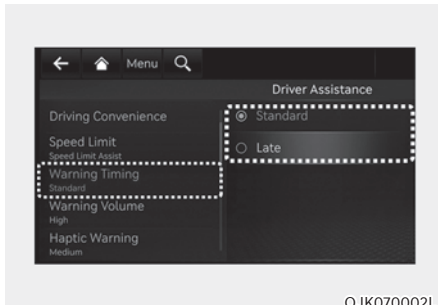 Menu
Driver Assistance
Driving Convenience
Standard
Speed Limit
Speed Limit Assist
Late
Warning Timing
Standard
Warning Volume
High
Haptic Warning
Medium
OJK070002L